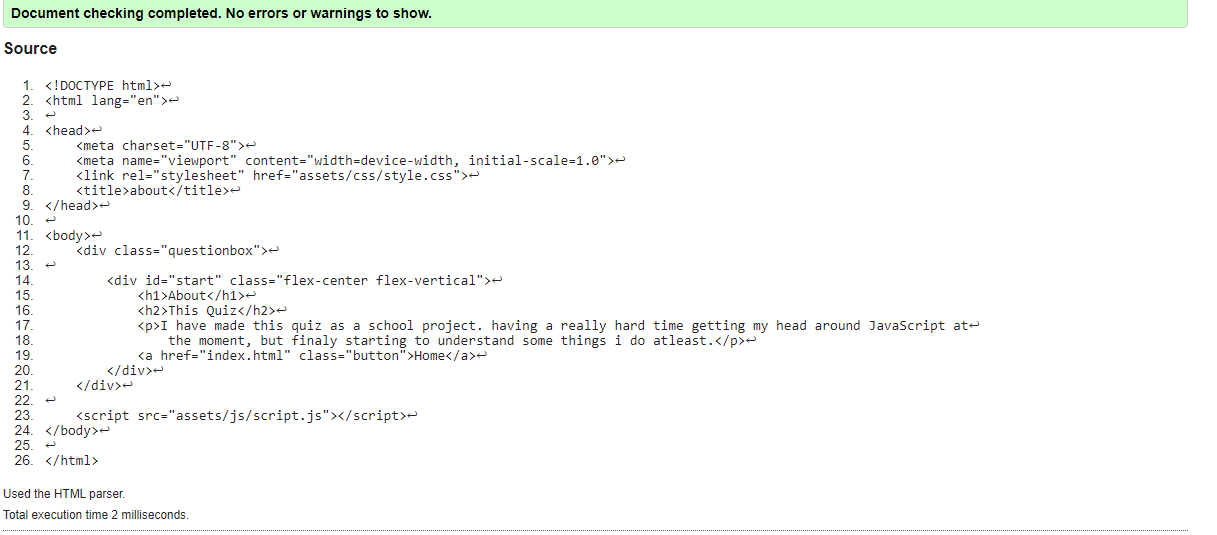 Document checking completed. No errors or warnings to show.
Source
1. <!DOCTYPE html>↩
2. <html lang="en">↩
3. ↩
4. <head>↩
5.     <meta charset="UTF-8">↩
6.     <meta name="viewport" content="width=device-width, initial-scale=1.0">↩
7.     <link rel="stylesheet" href="assets/css/style.css">↩
8.     <title>about</title>↩
9. </head>↩
10. ↩
11. <body>↩
12.     <div class="questionbox">↩
13. ↩
14.         <div id="start" class="flex-center flex-vertical">↩
15.             <h1>About</h1>↩
16.             <h2>This Quiz</h2>↩
17.             <p>I have made this quiz as a school project. having a really hard time getting my head around JavaScript at↩
18.                 the moment, but finaly starting to understand some things i do atleast.</p>↩
19.             <a href="index.html" class="button">Home</a>↩
20.         </div>↩
21.     </div>↩
22. ↩
23.     <script src="assets/js/script.js"></script>↩
24. </body>↩
25. ↩
26. </html>
Used the HTML parser.
Total execution time 2 milliseconds.